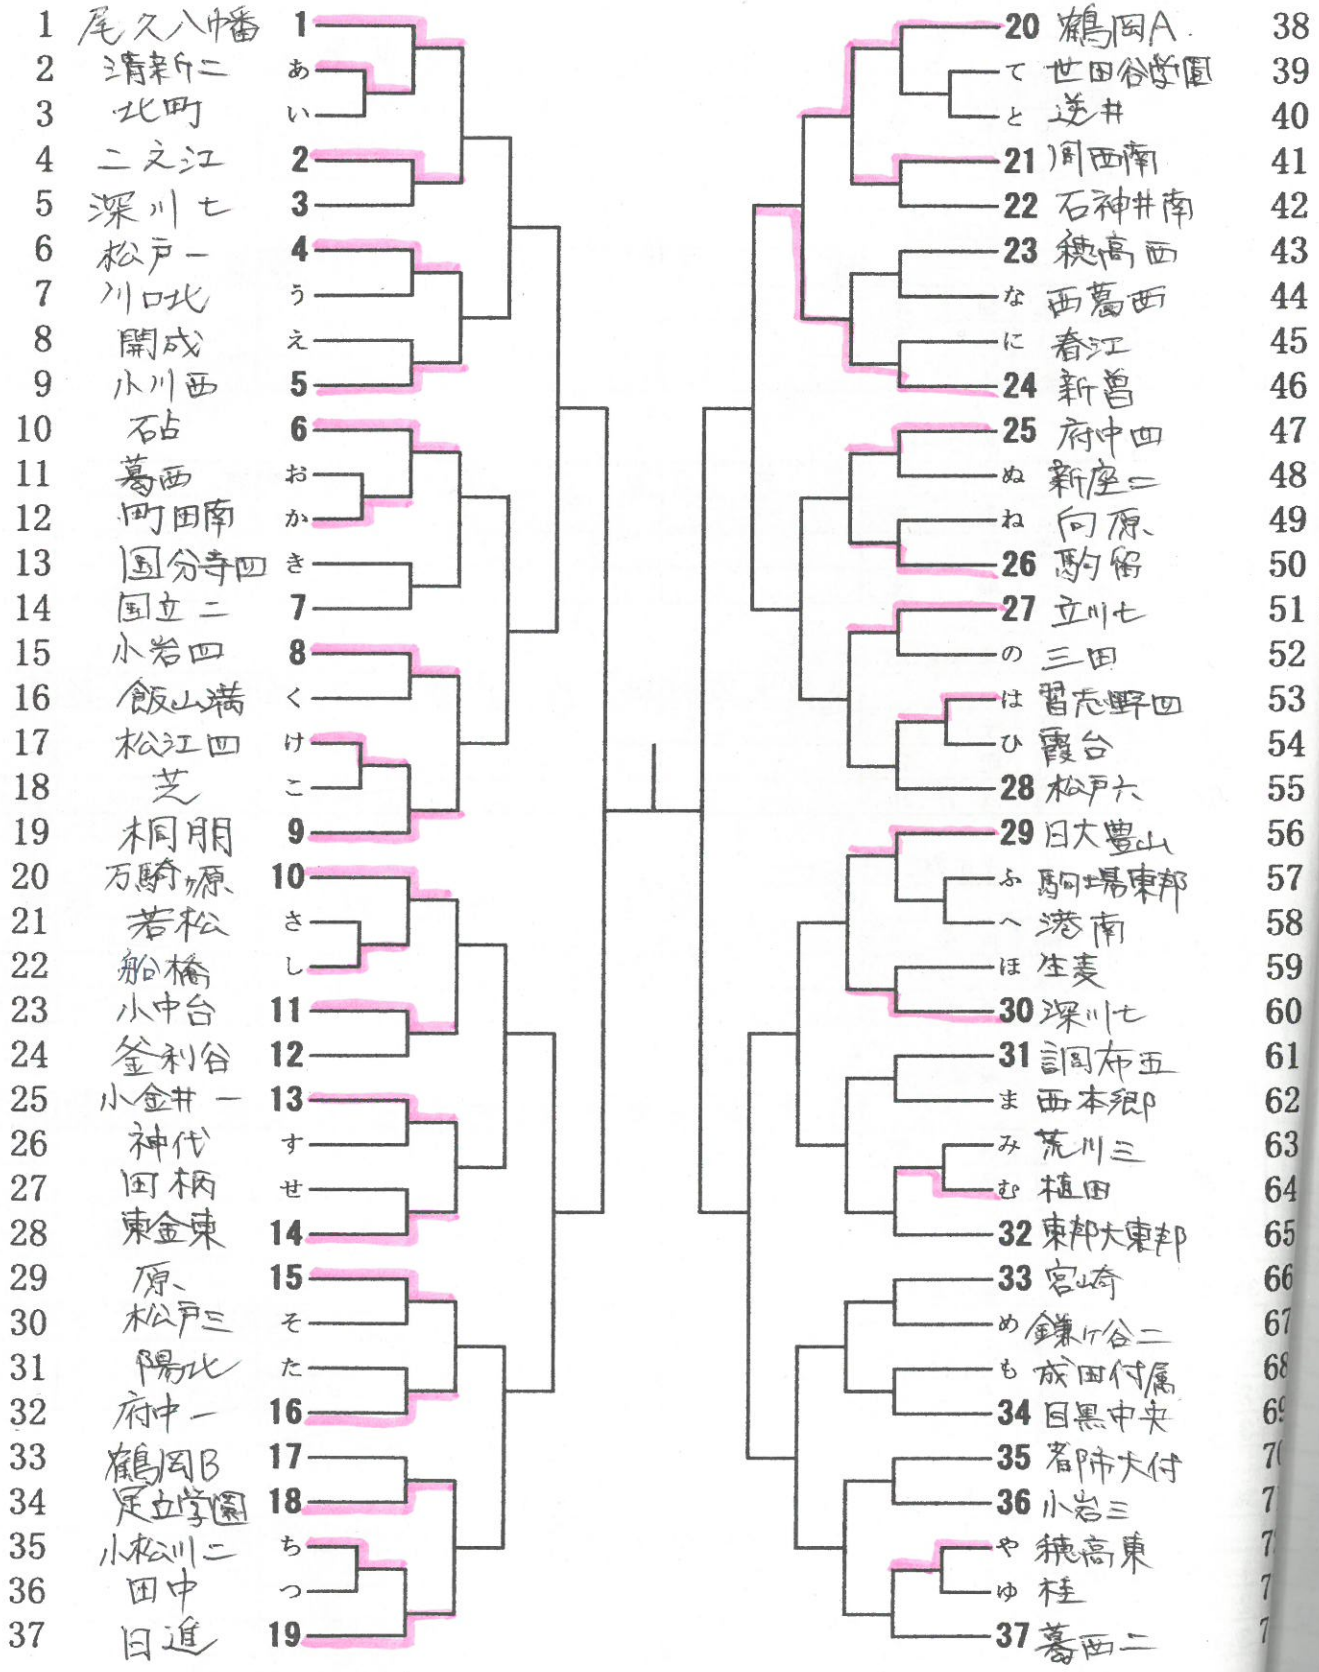 1 尾久八幡 1
2 清新二 あ
3 北町 い
4 二之江 2
5 深川七 3
6 松戸一 4
7 川口北 う
8 開成 え
9 小川西 5
10 石占 6
11 葛西 お
12 町田南 か
13 国分寺四 き
14 国立二 7
15 小岩四 8
16 飯山満 く
17 松江四 け
18 芝 こ
19 桐朋 9
20 万騎ヶ原 10
21 若松 さ
22 船橋 し
23 小中台 11
24 釜利谷 12
25 小金井一 13
26 神代 す
27 田柄 せ
28 東金東 14
29 原 15
30 松戸三 そ
31 陽北 た
32 府中一 16
33 鶴岡B 17
34 足立学園 18
35 小松川二 ち
36 田中 つ
37 日進 19
20 鶴岡A 38
て 世田谷学園 39
と 逆井 40
21 周西南 41
22 石神井南 42
23 穂高西 43
な 西葛西 44
に 春江 45
24 新曽 46
25 府中四 47
ぬ 新座二 48
ね 向原 49
26 駒留 50
27 立川七 51
の 三田 52
は 習志野四 53
ひ 霞台 54
28 松戸六 55
29 日大豊山 56
ふ 駒場東邦 57
へ 港南 58
ほ 生麦 59
30 深川七 60
31 調布五 61
ま 西本郷 62
み 荒川三 63
む 植田 64
32 東邦大東邦 65
33 宮崎 66
め 鎌ヶ谷二 67
も 成田付属 68
34 目黒中央 69
35 都市大付 7
36 小岩三 7
や 穂高東 7
ゆ 桂 7
37 葛西二 7